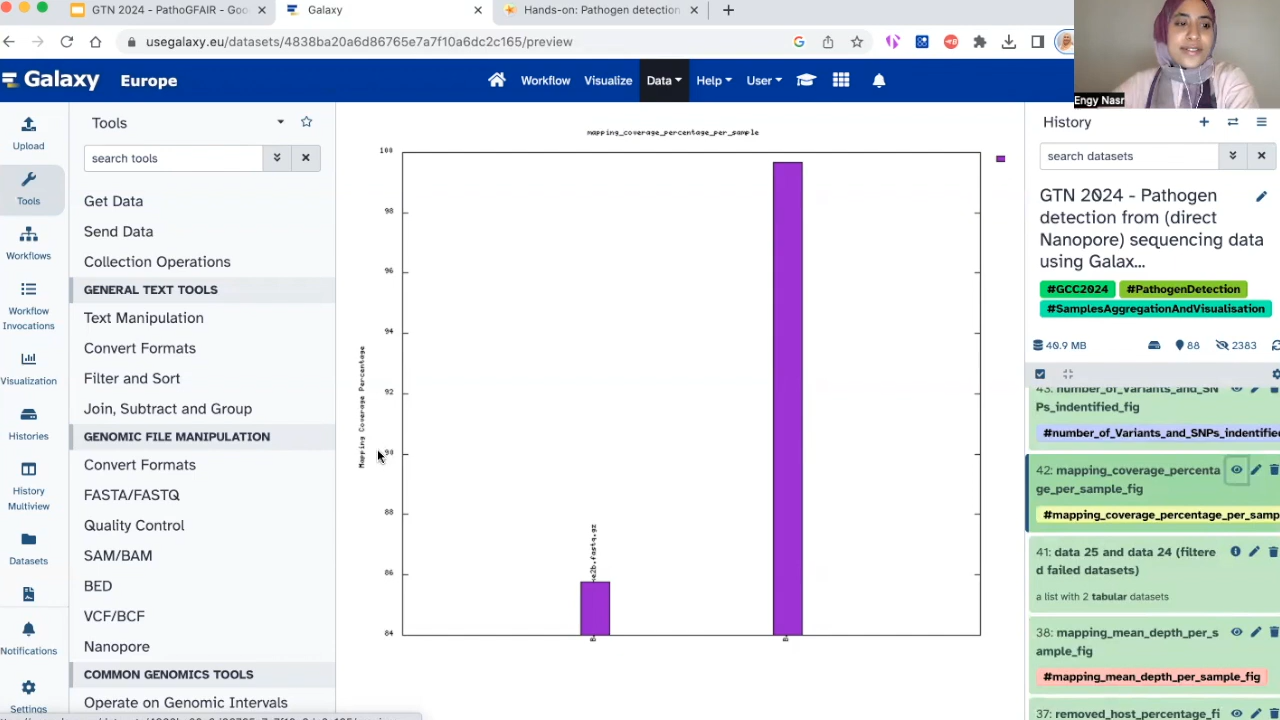 GTN 2024 - PathoGFAIR - Goo
Galaxy
Hands-on: Pathogen detection
usegalaxy.eu/datasets/4838ba20a6d86765e7a7f10a6dc2c165/preview
Galaxy Europe
Workflow
Visualize
Data
Help
User
Engy Nasr
Upload
Tools
Workflows
Workflow
Invocations
Visualization
Histories
History
Multiview
Datasets
Notifications
Settings
Tools
search tools
Get Data
Send Data
Collection Operations
GENERAL TEXT TOOLS
Text Manipulation
Convert Formats
Filter and Sort
Join, Subtract and Group
GENOMIC FILE MANIPULATION
Convert Formats
FASTA/FASTQ
Quality Control
SAM/BAM
BED
VCF/BCF
Nanopore
COMMON GENOMICS TOOLS
Operate on Genomic Intervals
mapping_coverage_percentage_per_sample
100
98
96
94
92
90
88
86
84
Mapping Coverage Percentage
History
search datasets
GTN 2024 - Pathogen
detection from (direct
Nanopore) sequencing data
using Galax...
#GCC2024 #PathogenDetection
#SamplesAggregationAndVisualisation
40.9 MB
88
2383
43: number_of_Variants_and_SN
Ps_indentified_fig
#number_of_Variants_and_SNPs_indentified
42: mapping_coverage_percenta
ge_per_sample_fig
#mapping_coverage_percentage_per_samp
41: data 25 and data 24 (filtere
d failed datasets)
a list with 2 tabular datasets
38: mapping_mean_depth_per_s
ample_fig
#mapping_mean_depth_per_sample_fig
37: removed_host_percentage_fi